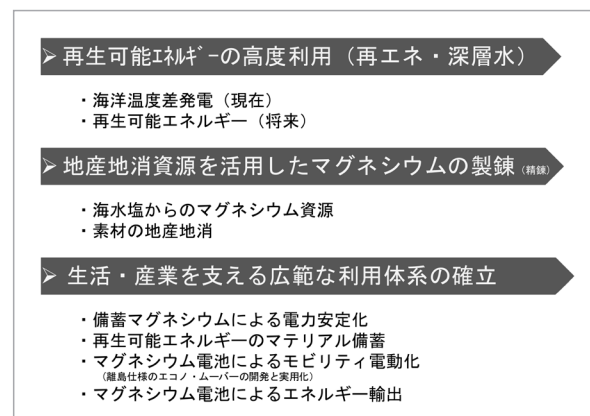 ➢ 再生可能ｴﾈﾙｷﾞｰの高度利用（再エネ・深層水）
・海洋温度差発電（現在）
・再生可能エネルギー（将来）
➢ 地産地消資源を活用したマグネシウムの製錬（精錬）
・海水塩からのマグネシウム資源
・素材の地産地消
➢ 生活・産業を支える広範な利用体系の確立
・備蓄マグネシウムによる電力安定化
・再生可能エネルギーのマテリアル備蓄
・マグネシウム電池によるモビリティ電動化
（離島仕様のエコノ・ムーバーの開発と実用化）
・マグネシウム電池によるエネルギー輸出